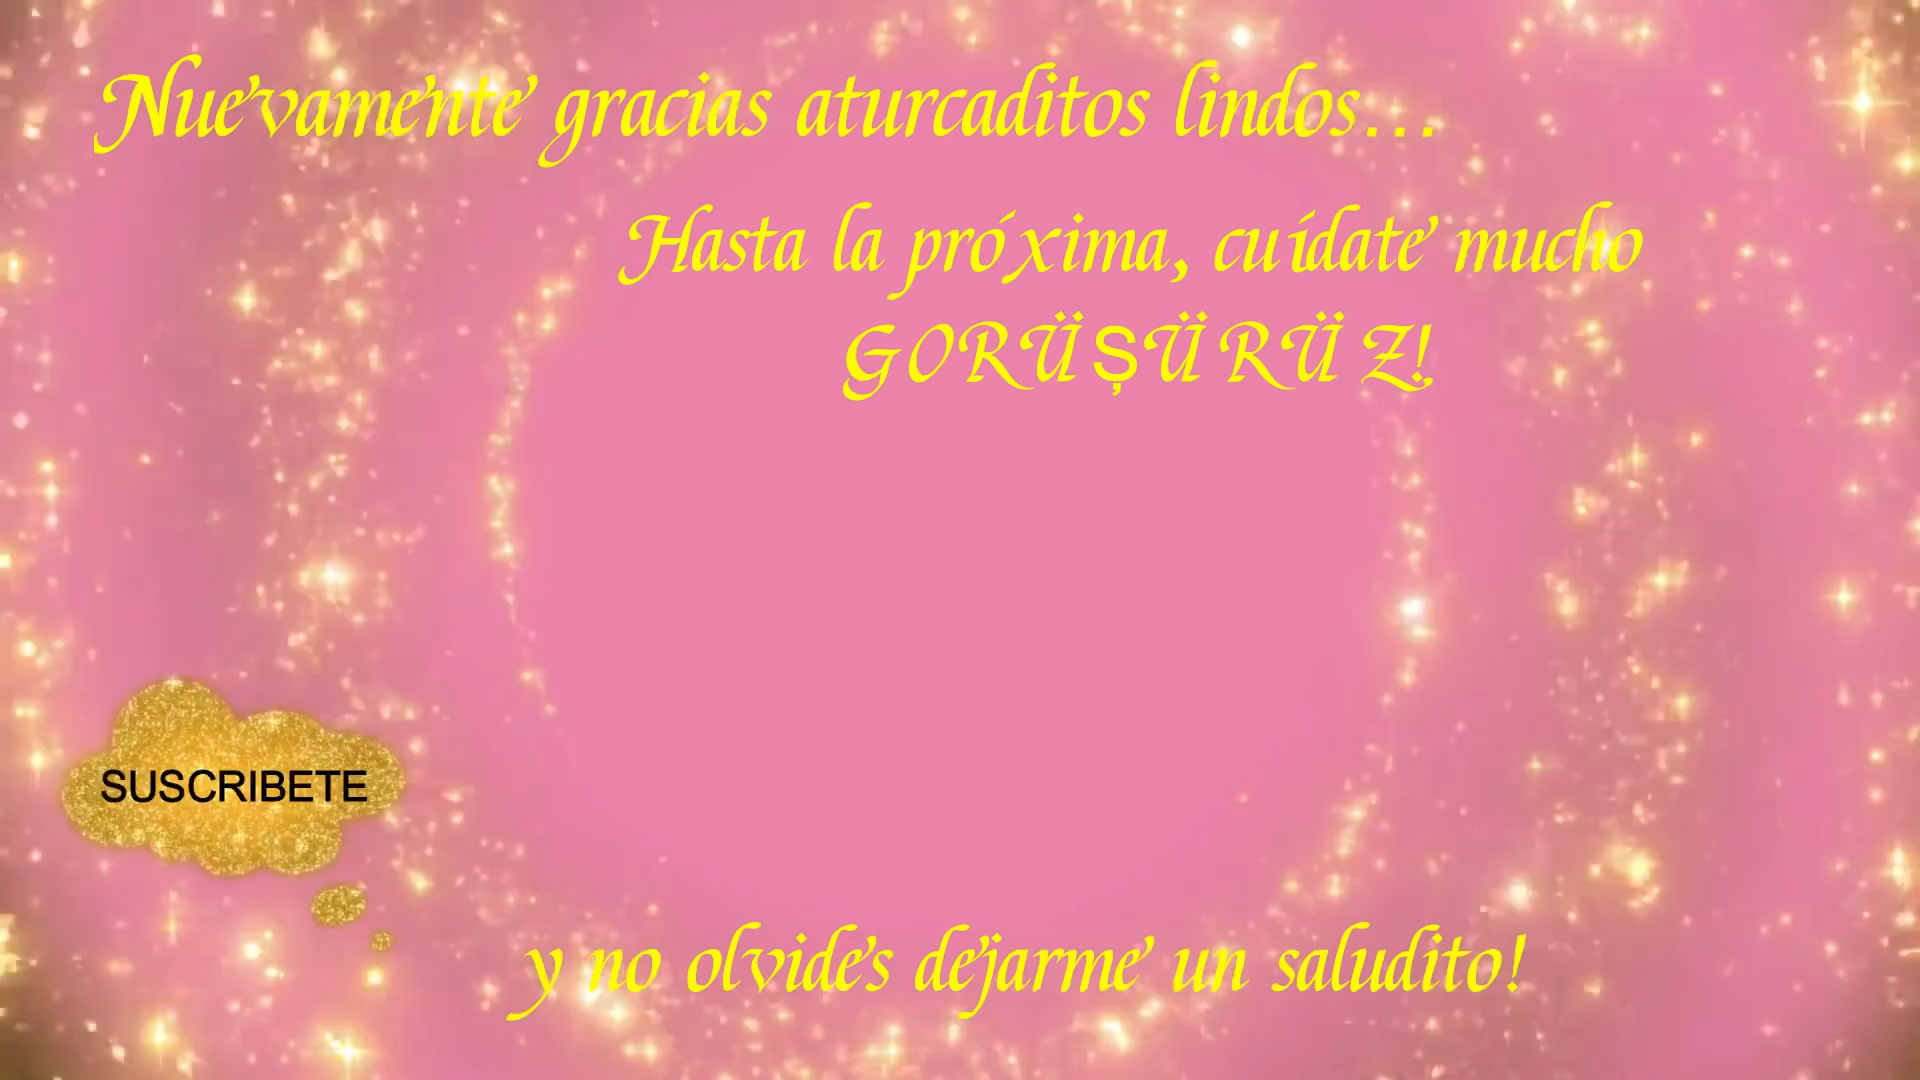 Nuevamente gracias aturcaditos lindos...
Hasta la próxima, cuídate mucho
GORÜŞÜRÜZ!
SUSCRIBETE
y no olvides dejarme un saludito!